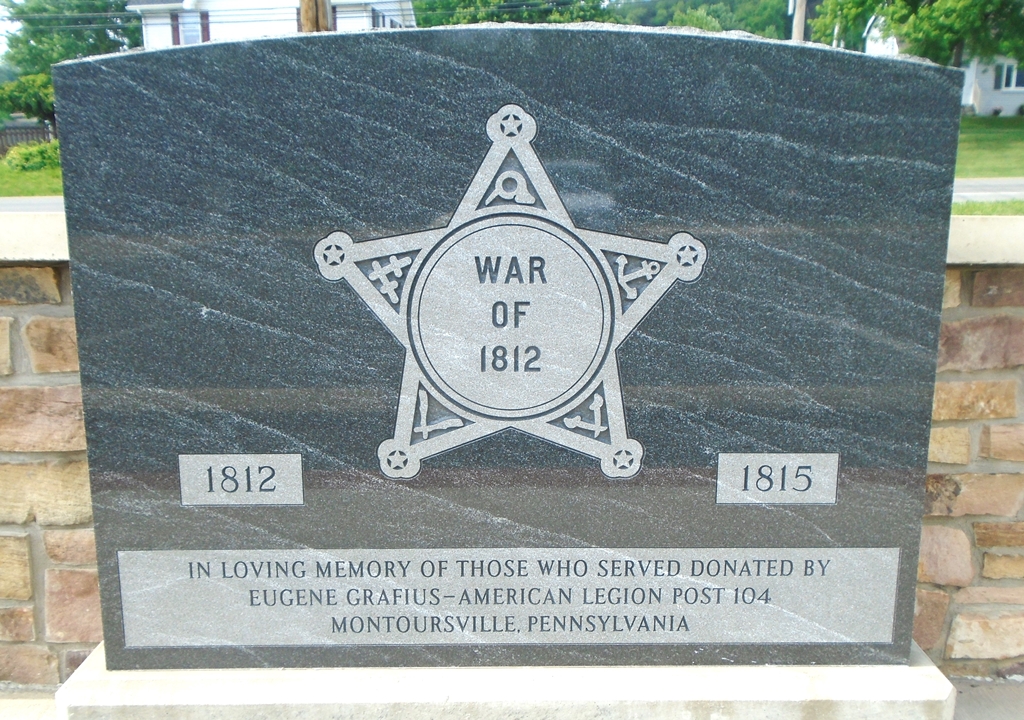 WAR
OF
1812
1812
1815
IN LOVING MEMORY OF THOSE WHO SERVED DONATED BY
EUGENE GRAFIUS-AMERICAN LEGION POST 104
MONTOURSVILLE, PENNSYLVANIA